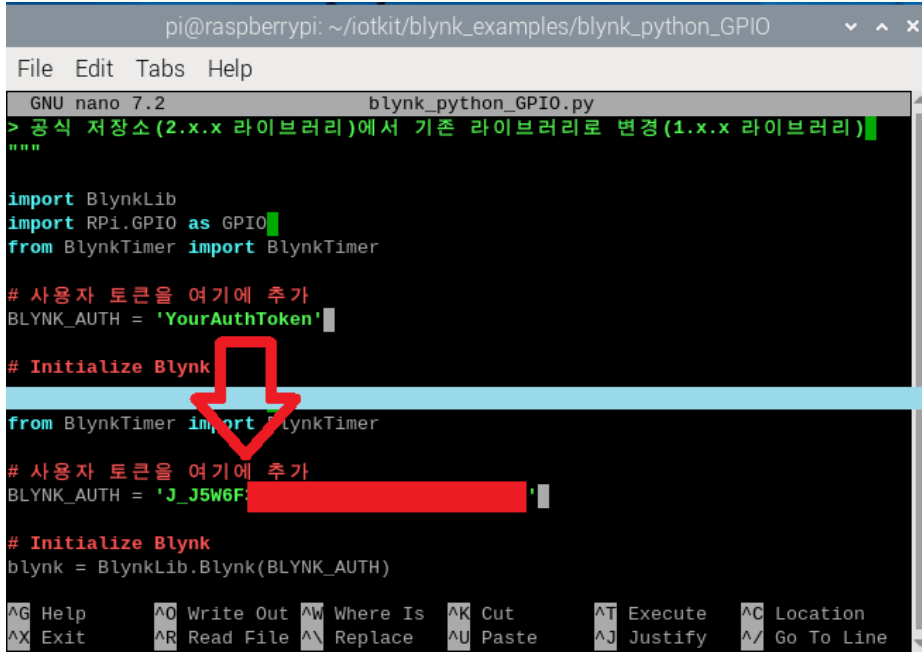 pi@raspberrypi: ~/iotkit/blynk_examples/blynk_python_GPIO
File Edit Tabs Help
GNU nano 7.2 blynk_python_GPIO.py
> 공식 저장소(2.x.x 라이브러리)에서 기존 라이브러리로 변경(1.x.x 라이브러리)
"""
import BlynkLib
import RPi.GPIO as GPIO
from BlynkTimer import BlynkTimer
# 사용자 토큰을 여기에 추가
BLYNK_AUTH = 'YourAuthToken'
# Initialize Blynk
from BlynkTimer import BlynkTimer
# 사용자 토큰을 여기에 추가
BLYNK_AUTH = 'J_J5W6F '
# Initialize Blynk
blynk = BlynkLib.Blynk(BLYNK_AUTH)
^G Help ^O Write Out ^W Where Is ^K Cut ^T Execute ^C Location
^X Exit ^R Read File ^\ Replace ^U Paste ^J Justify ^/ Go To Line